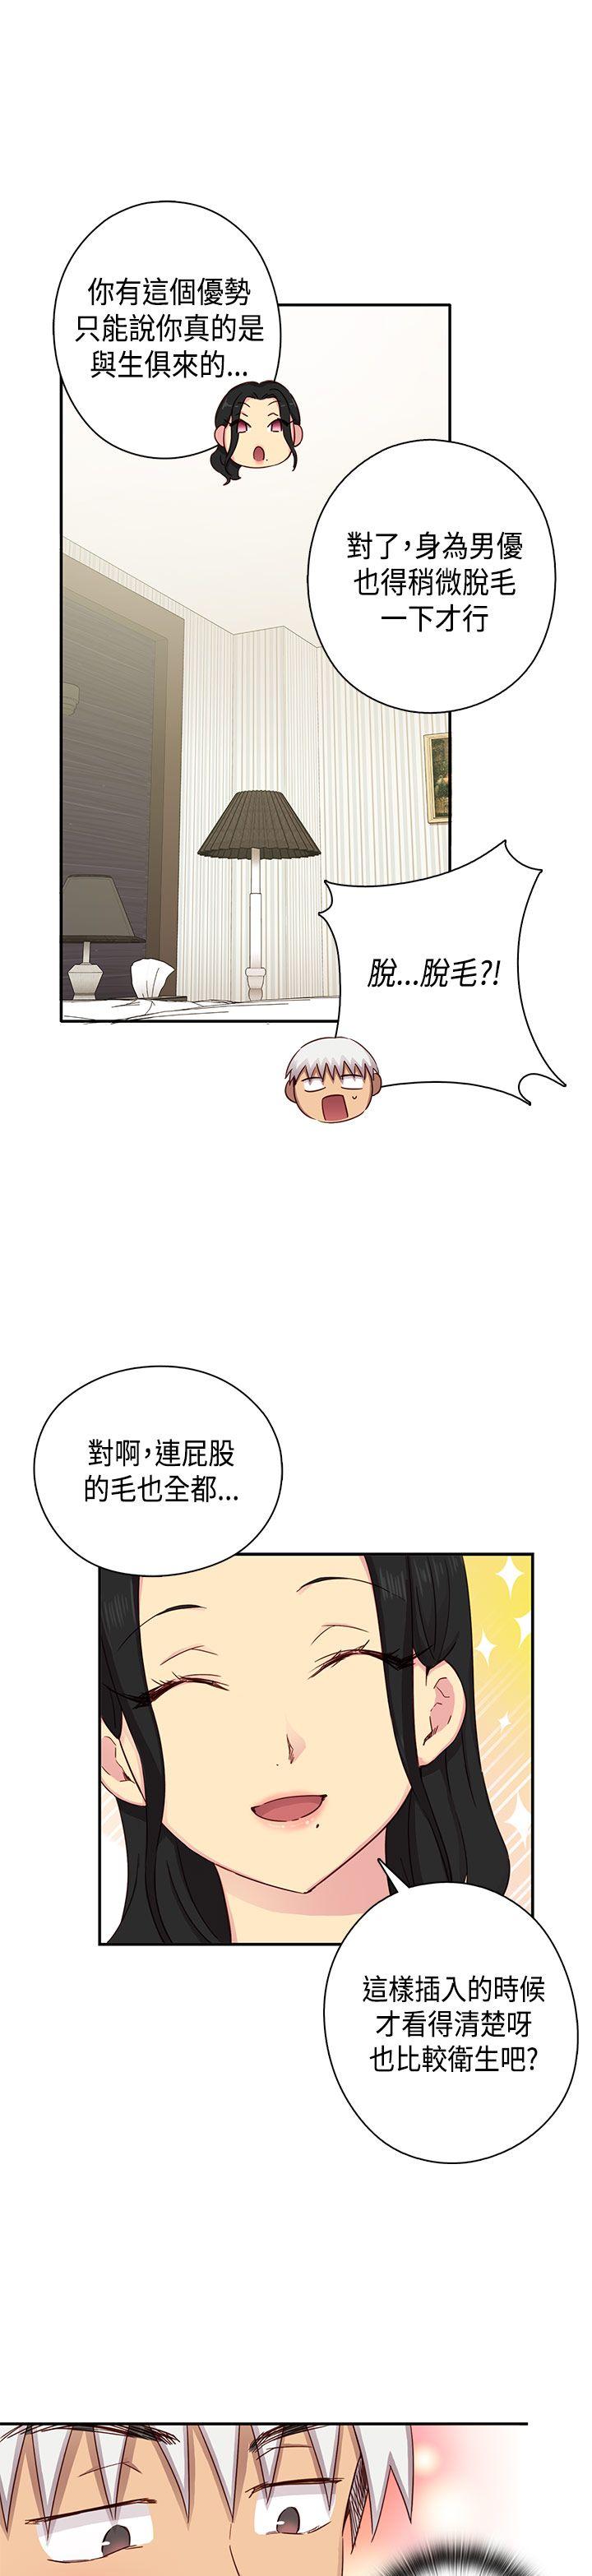 你有這個優勢
只能說你真的是
與生俱來的...
對了，身為男優
也得稍微脫毛
一下才行
脫...脫毛?!
對啊，連屁股
的毛也全都...
這樣插入的時候
才看得清楚呀
也比較衛生吧?